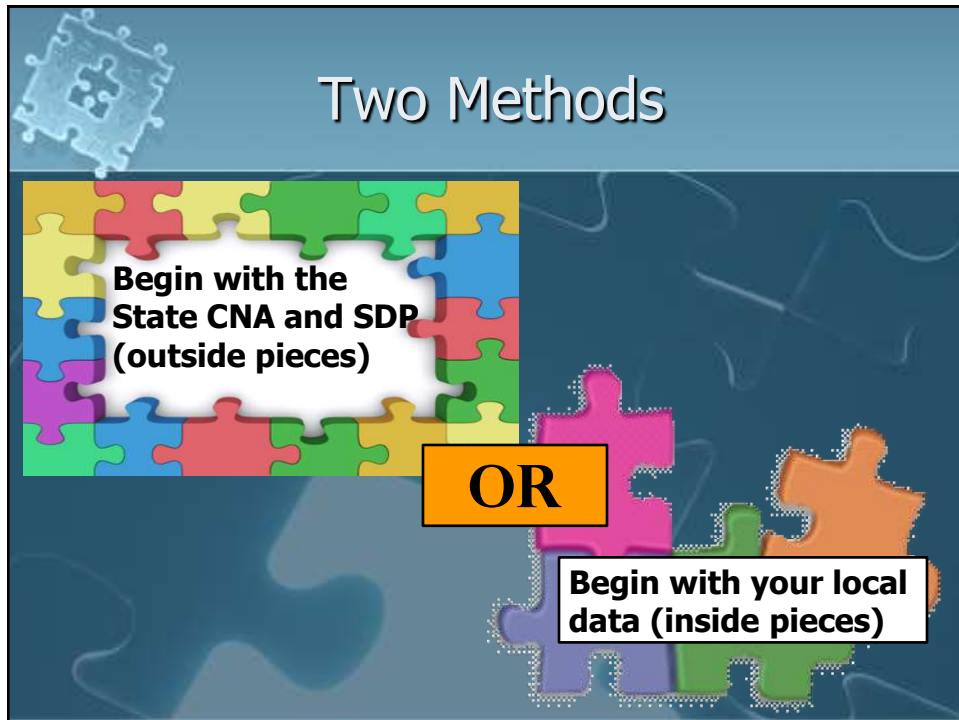 Two Methods
Begin with the
State CNA and SDP
(outside pieces)
OR
Begin with your local
data (inside pieces)